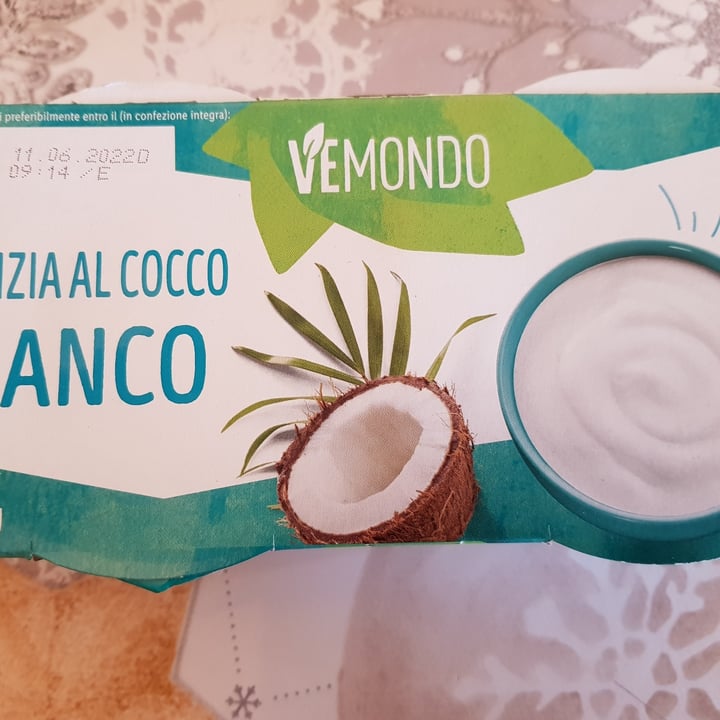 i preferibilmente entro il (in confezione integra):
11.06.2022D
09:14 /E
VEMONDO
IZIA AL COCCO
ANCO